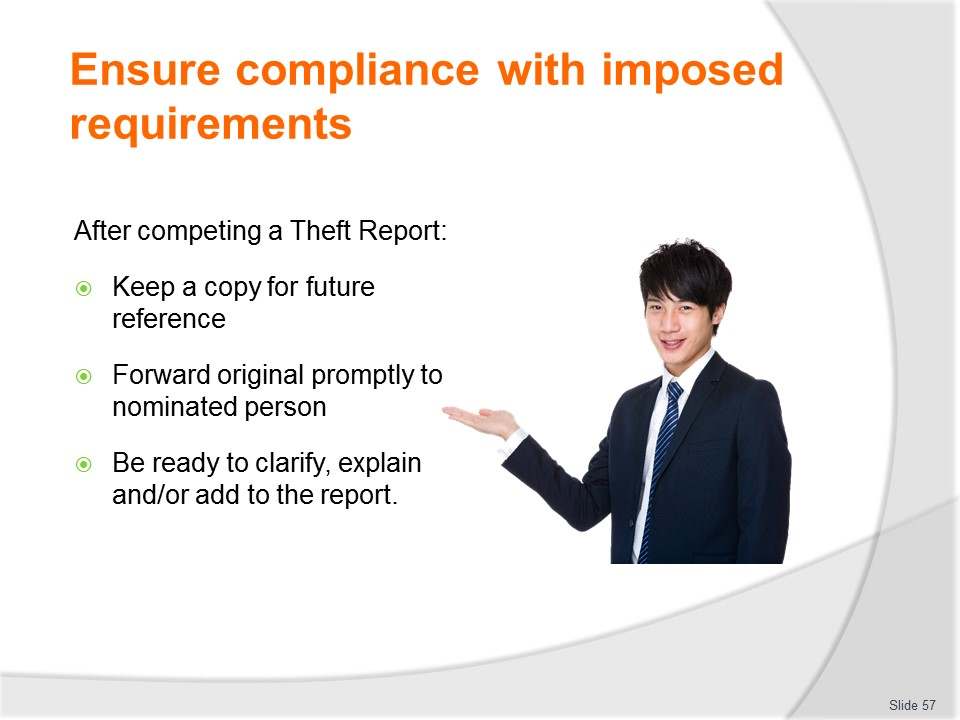 Ensure compliance with imposed
requirements
After competing a Theft Report:
Keep a copy for future
reference
Forward original promptly to
nominated person
Be ready to clarify, explain
and/or add to the report.
Slide 57